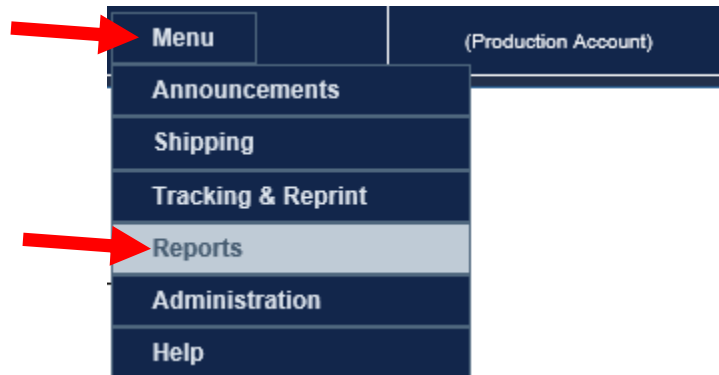 Menu
(Production Account)
Announcements
Shipping
Tracking & Reprint
Reports
Administration
Help